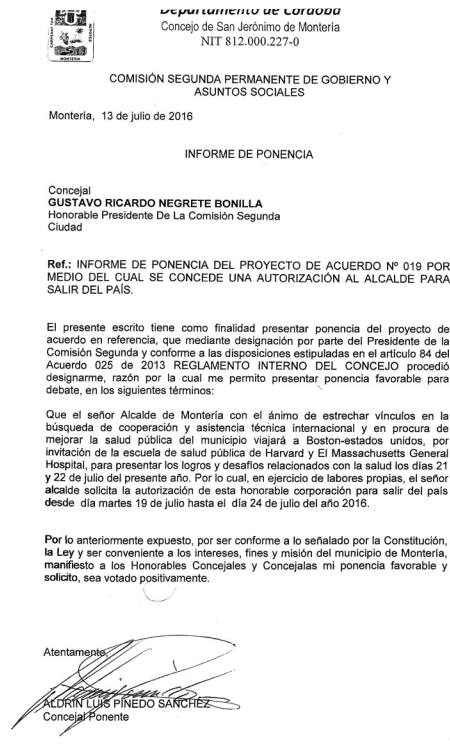 Departamento de Córdoba
Concejo de San Jerónimo de Montería
NIT 812.000.227-0
MONTERIA
COMISIÓN SEGUNDA PERMANENTE DE GOBIERNO Y
ASUNTOS SOCIALES
Montería, 13 de julio de 2016
INFORME DE PONENCIA
Concejal
GUSTAVO RICARDO NEGRETE BONILLA
Honorable Presidente De La Comisión Segunda
Ciudad
Ref.: INFORME DE PONENCIA DEL PROYECTO DE ACUERDO Nº 019 POR
MEDIO DEL CUAL SE CONCEDE UNA AUTORIZACIÓN AL ALCALDE PARA
SALIR DEL PAÍS.
El presente escrito tiene como finalidad presentar ponencia del proyecto de
acuerdo en referencia, que mediante designación por parte del Presidente de la
Comisión Segunda y conforme a las disposiciones estipuladas en el artículo 84 del
Acuerdo 025 de 2013 REGLAMENTO INTERNO DEL CONCEJO procedió
designarme, razón por la cual me permito presentar ponencia favorable para
debate, en los siguientes términos:
Que el señor Alcalde de Montería con el ánimo de estrechar vínculos en la
búsqueda de cooperación y asistencia técnica internacional y en procura de
mejorar la salud pública del municipio viajará a Boston-estados unidos, por
invitación de la escuela de salud pública de Harvard y El Massachusetts General
Hospital, para presentar los logros y desafíos relacionados con la salud los días 21
y 22 de julio del presente año. Por lo cual, en ejercicio de labores propias, el señor
alcalde solicita la autorización de esta honorable corporación para salir del país
desde día martes 19 de julio hasta el día 24 de julio del año 2016.
Por lo anteriormente expuesto, por ser conforme a lo señalado por la Constitución,
la Ley y ser conveniente a los intereses, fines y misión del municipio de Montería,
manifiesto a los Honorables Concejales y Concejalas mi ponencia favorable y
solicito, sea votado positivamente.
Atentamente,
ALDRIN LUIS PINEDO SANCHEZ
Concejal Ponente